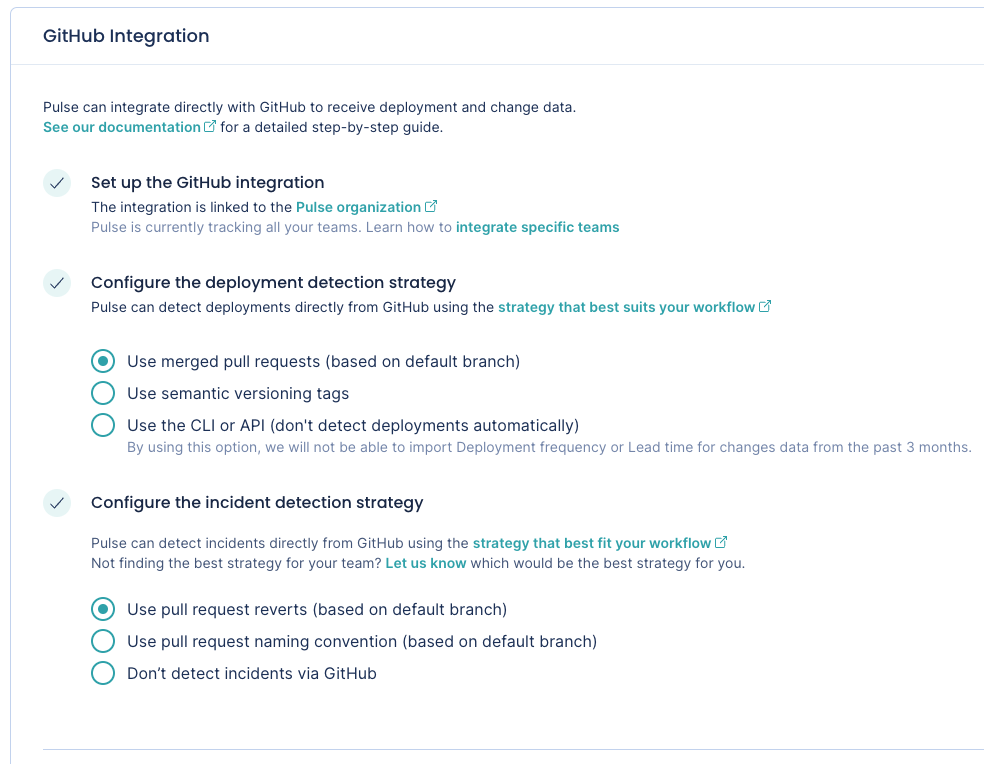 GitHub Integration
Pulse can integrate directly with GitHub to receive deployment and change data.
See our documentation for a detailed step-by-step guide.
Set up the GitHub integration
The integration is linked to the Pulse organization
Pulse is currently tracking all your teams. Learn how to integrate specific teams
Configure the deployment detection strategy
Pulse can detect deployments directly from GitHub using the strategy that best suits your workflow
Use merged pull requests (based on default branch)
Use semantic versioning tags
Use the CLI or API (don't detect deployments automatically)
By using this option, we will not be able to import Deployment frequency or Lead time for changes data from the past 3 months.
Configure the incident detection strategy
Pulse can detect incidents directly from GitHub using the strategy that best fit your workflow
Not finding the best strategy for your team? Let us know which would be the best strategy for you.
Use pull request reverts (based on default branch)
Use pull request naming convention (based on default branch)
Don’t detect incidents via GitHub